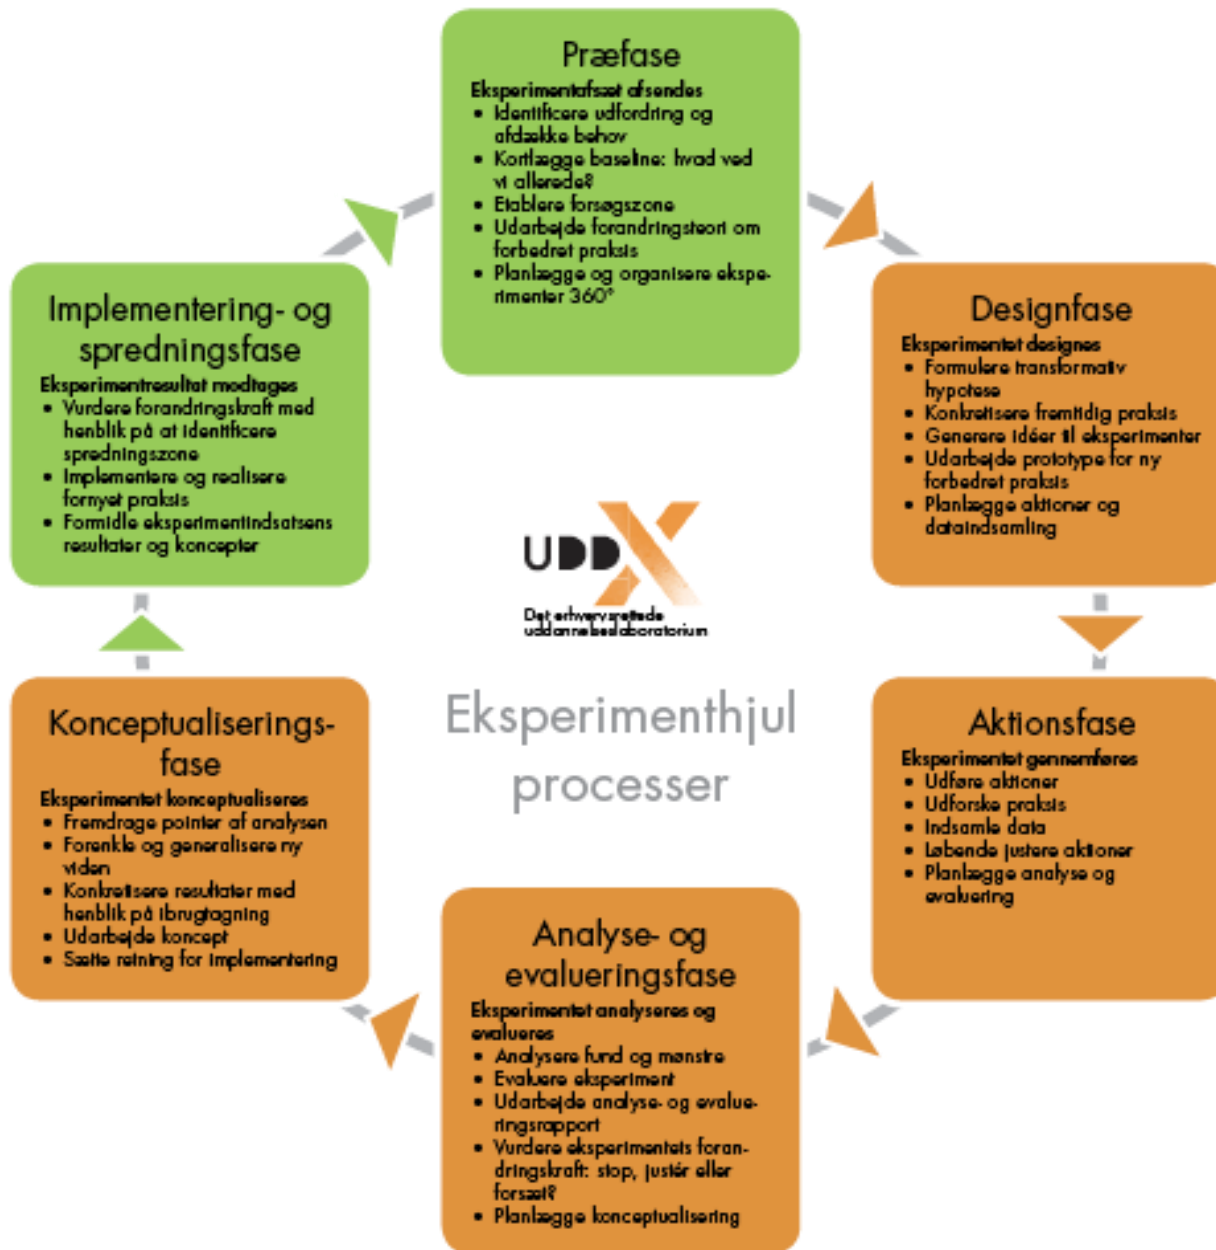 Præfase
Eksperimentafsæt afsendes
• Identificere udfordring og
afdække behov
• Kortlægge baseline: hvad ved
vi allerede?
• Etablere forsøgszone
• Udarbejde forandringsteori om
forbedret praksis
• Planlægge og organisere ekspe-
rimenter 360°
Designfase
Eksperimentet designes
• Formulere transformativ
hypotese
• Konkretisere fremtidig praksis
• Generere idéer til eksperimenter
• Udarbejde prototype for ny
forbedret praksis
• Planlægge aktioner og
dataindsamling
Aktionsfase
Eksperimentet gennemføres
• Udføre aktioner
• Udforske praksis
• Indsamle data
• Løbende justere aktioner
• Planlægge analyse og
evaluering
Analyse- og
evalueringsfase
Eksperimentet analyseres og
evalueres
• Analysere fund og mønstre
• Evaluere eksperiment
• Udarbejde analyse- og evalue-
ringsrapport
• Vurdere eksperimentets foran-
dringskraft: stop, justér eller
forsæt?
• Planlægge konceptualisering
Konceptualiserings-
fase
Eksperimentet konceptualiseres
• Fremdrage pointer af analysen
• Forenkle og generalisere ny
viden
• Konkretisere resultater med
henblik på ibrugtagning
• Udarbejde koncept
• Sætte retning for implementering
Implementering- og
spredningsfase
Eksperimentresultat modtages
• Vurdere forandringskraft med
henblik på at identificere
spredningszone
• Implementere og realisere
fornyet praksis
• Formidle eksperimentindsatsens
resultater og koncepter
UDDX
Det erhvervsrettede
uddannelseslaboratorium
Eksperimenthjul
processer